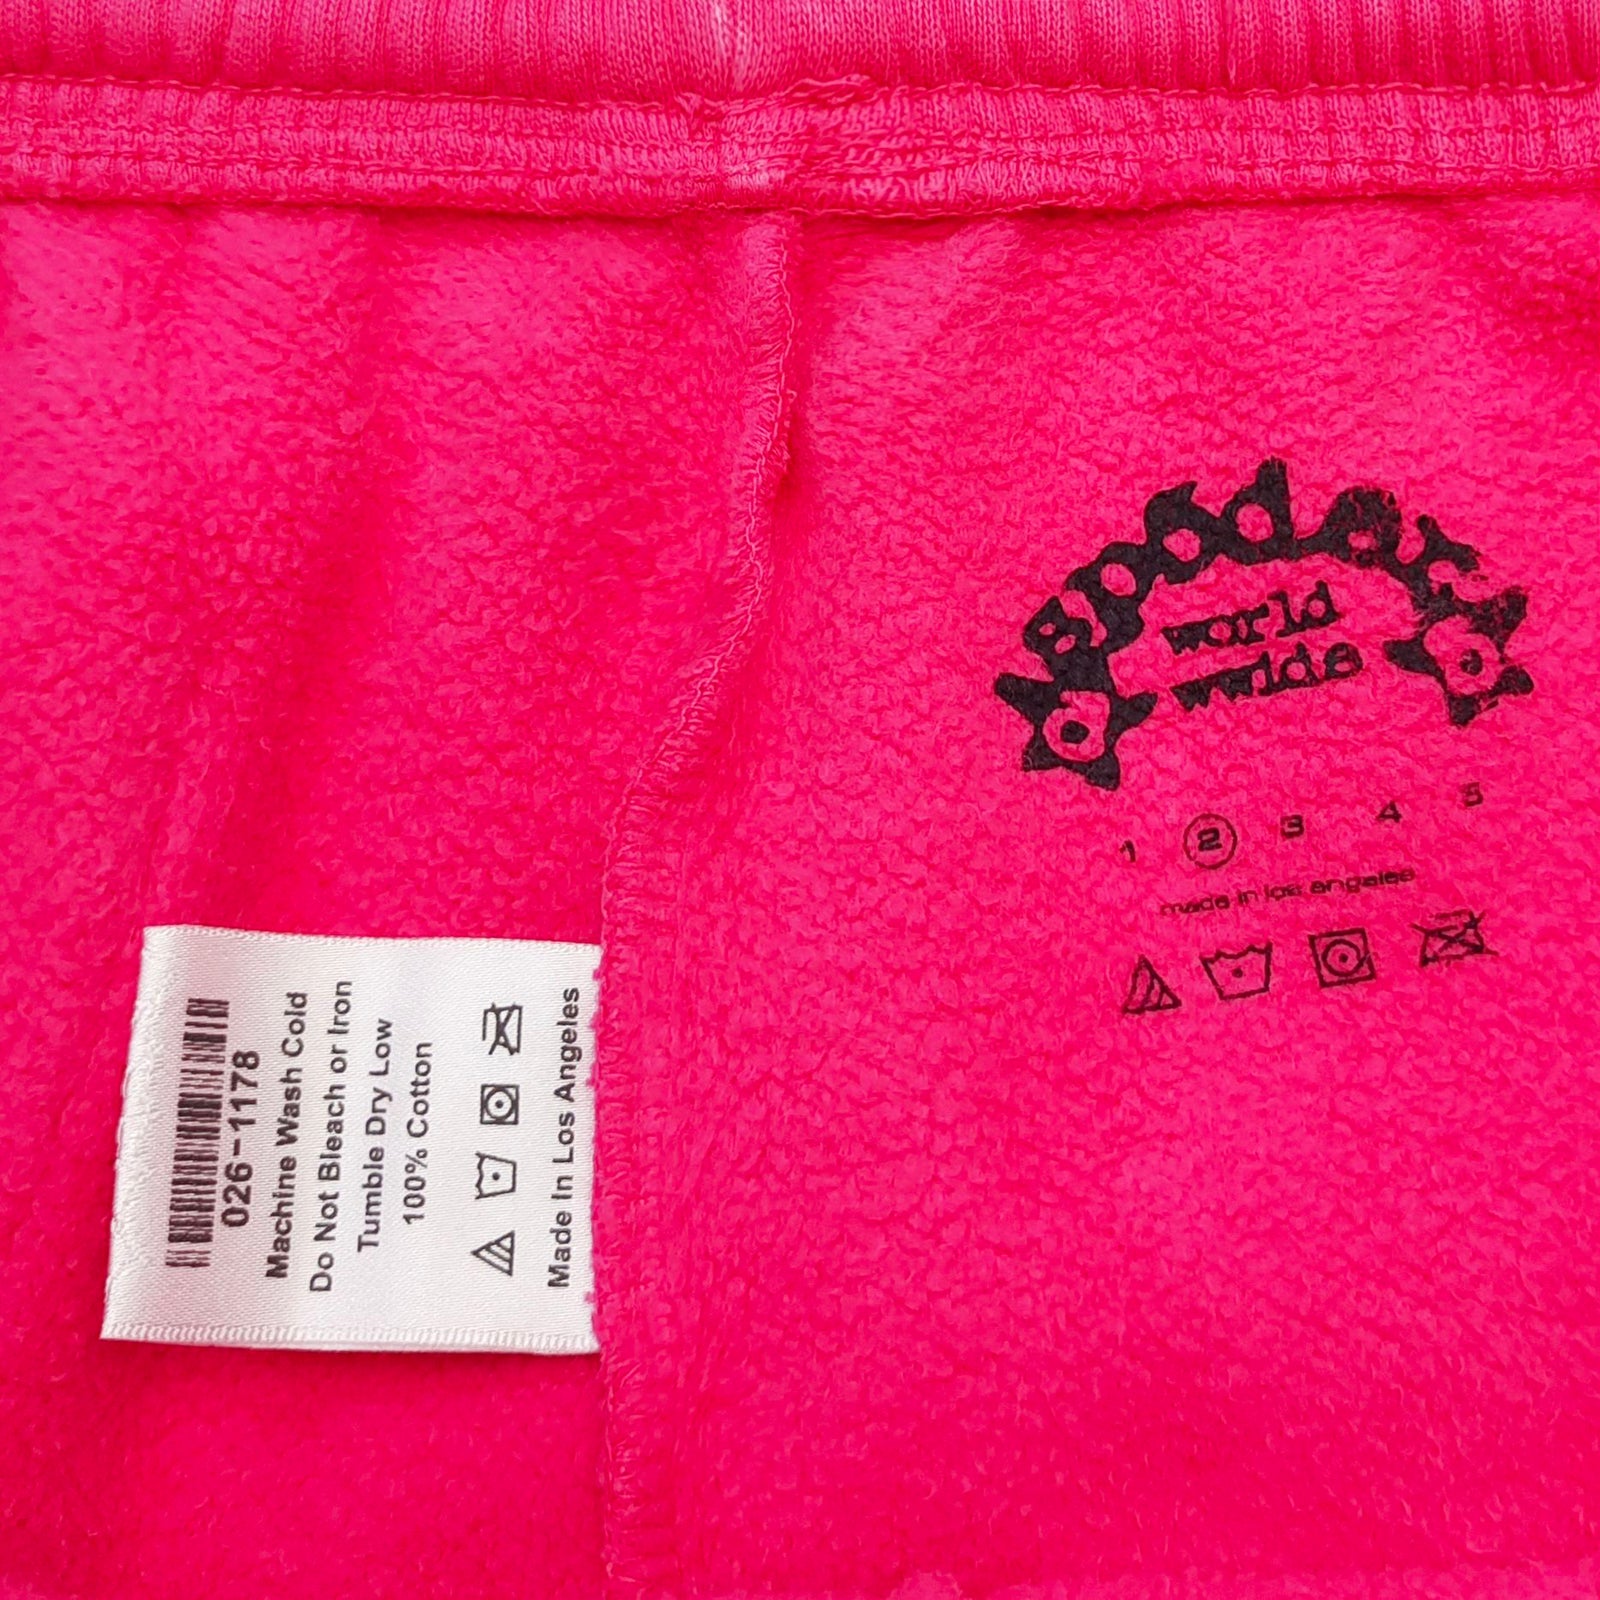 026-1178
Machine Wash Cold
Do Not Bleach or Iron
Tumble Dry Low
100% Cotton
Made In Los Angeles
world
wwide
1 2 3 4 5
made in los angeles